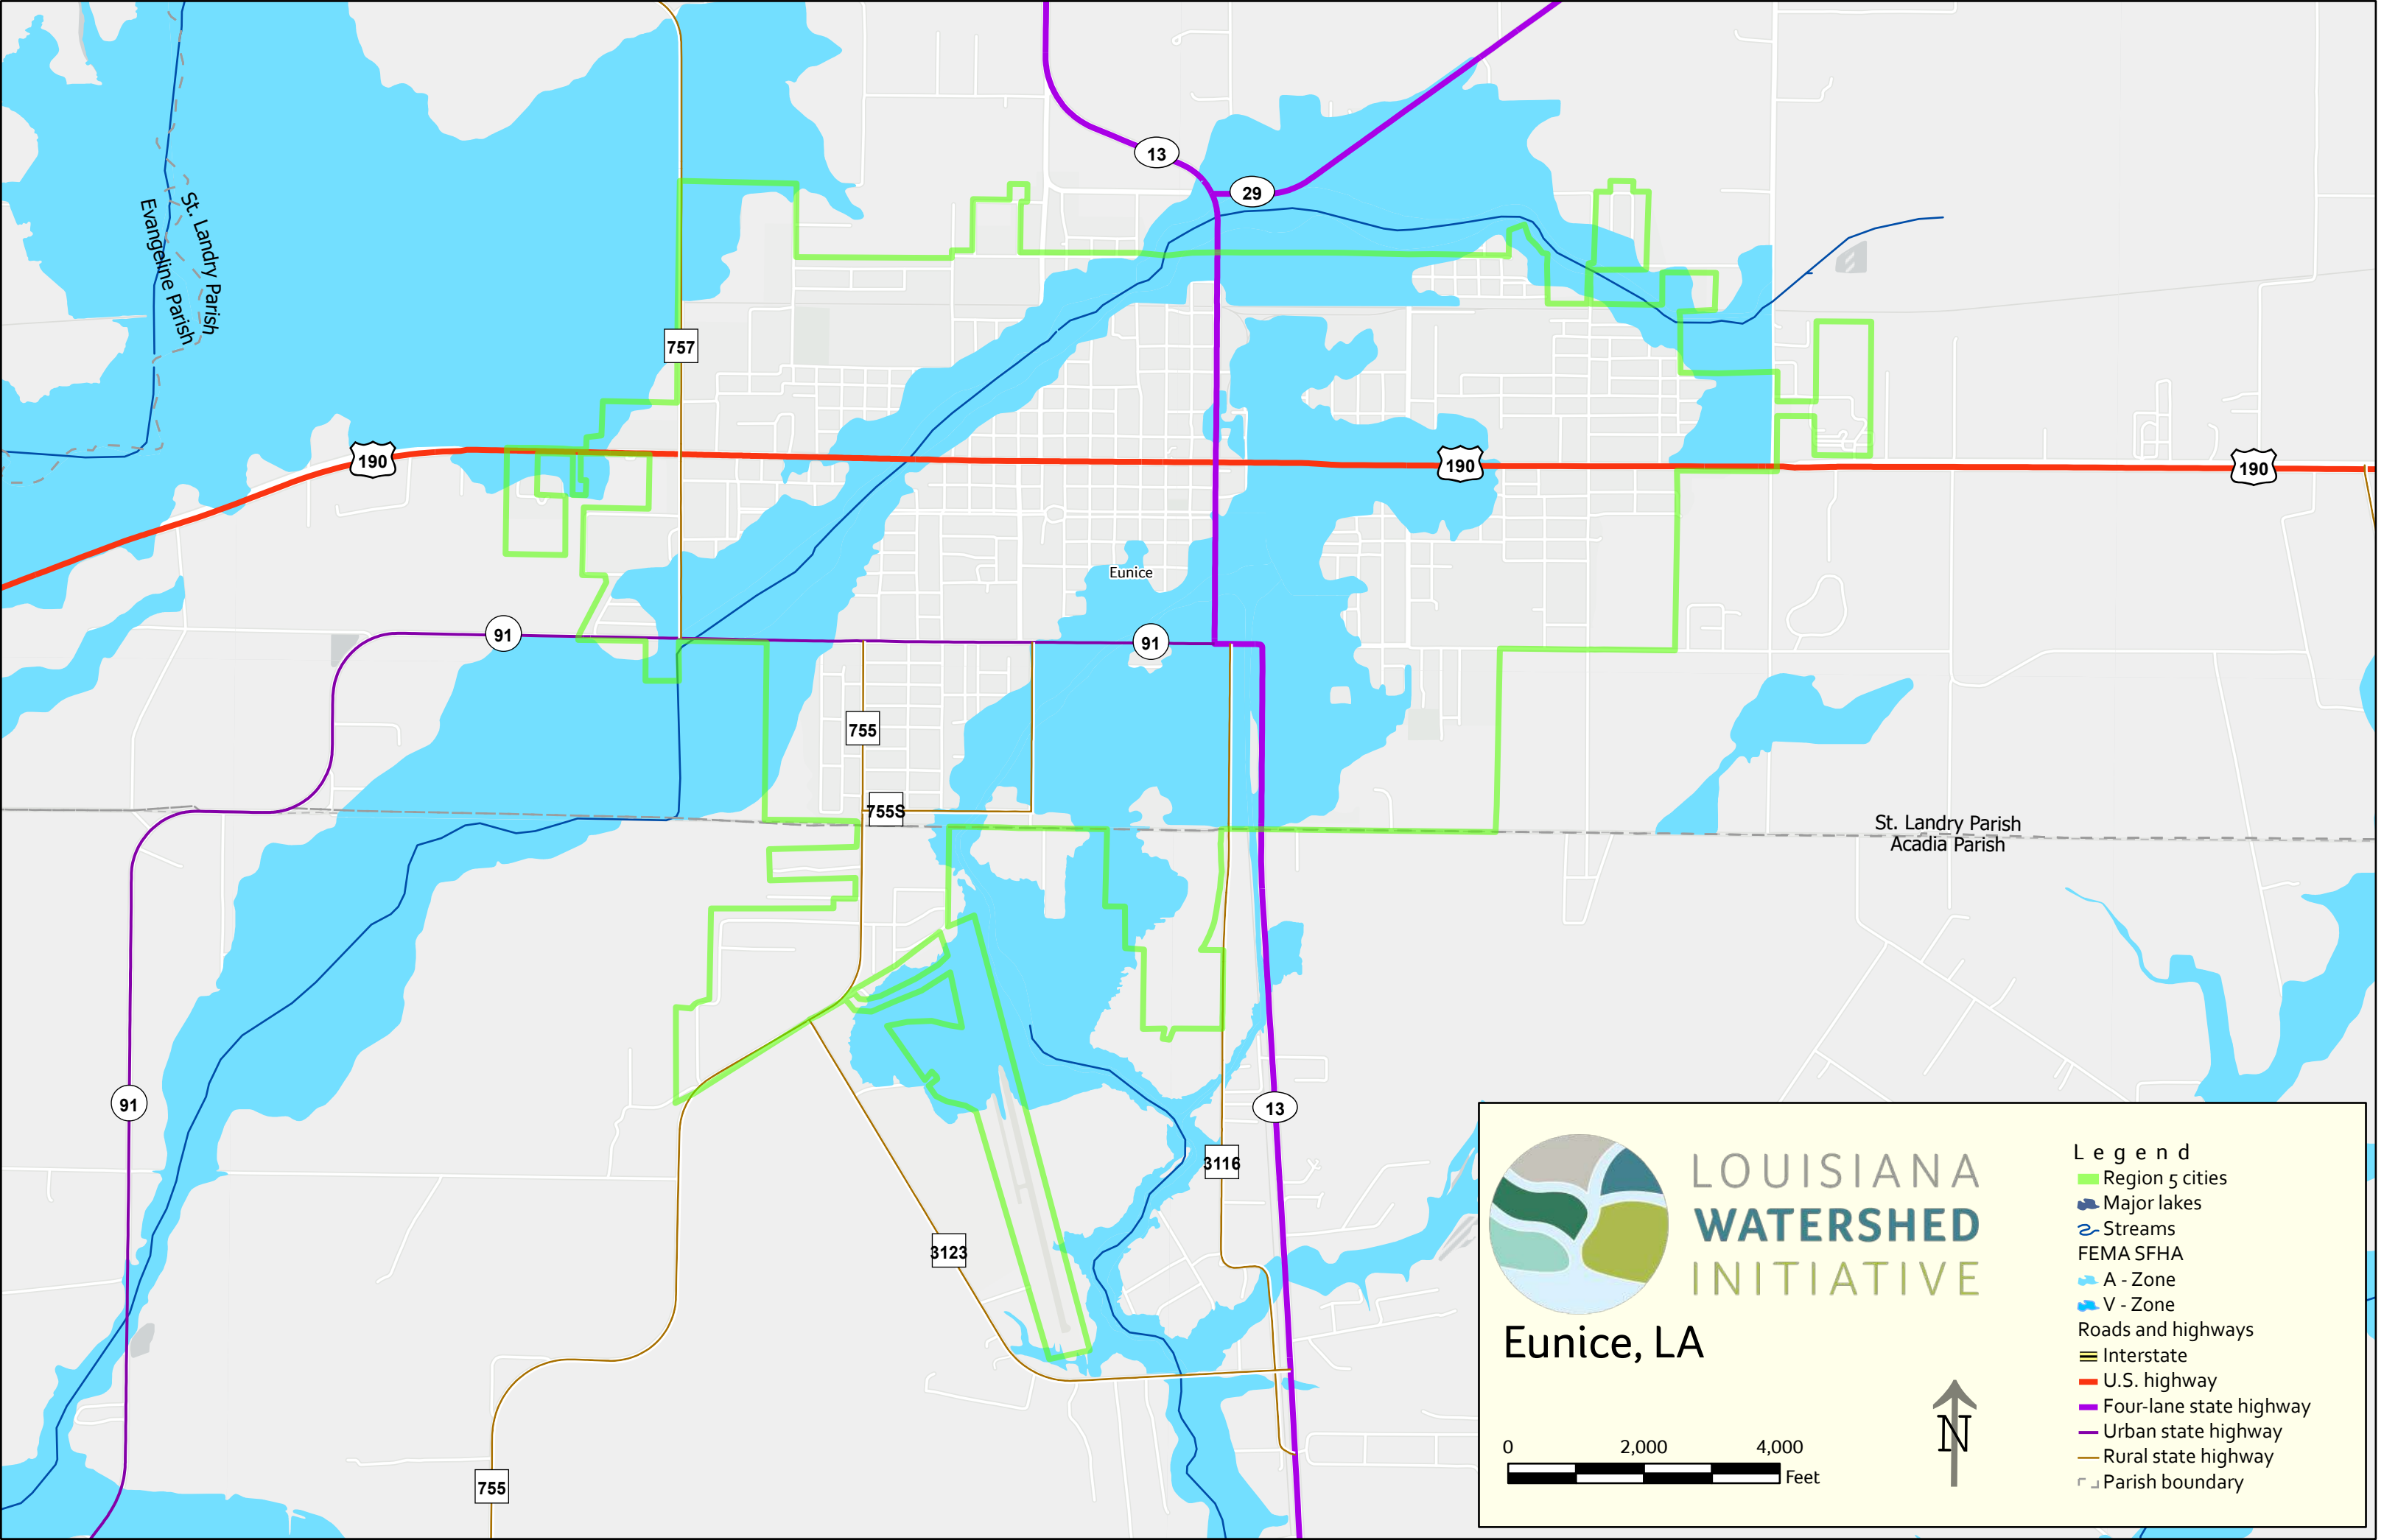 13
29
St. Landry Parish
Evangeline Parish
757
190
190
190
Eunice
91
91
755
755S
St. Landry Parish
Acadia Parish
91
13
3116
3123
755
LOUISIANA
WATERSHED
INITIATIVE
Eunice, LA
0 2,000 4,000
Feet
N
Legend
Region 5 cities
Major lakes
Streams
FEMA SFHA
A - Zone
V - Zone
Roads and highways
Interstate
U.S. highway
Four-lane state highway
Urban state highway
Rural state highway
Parish boundary